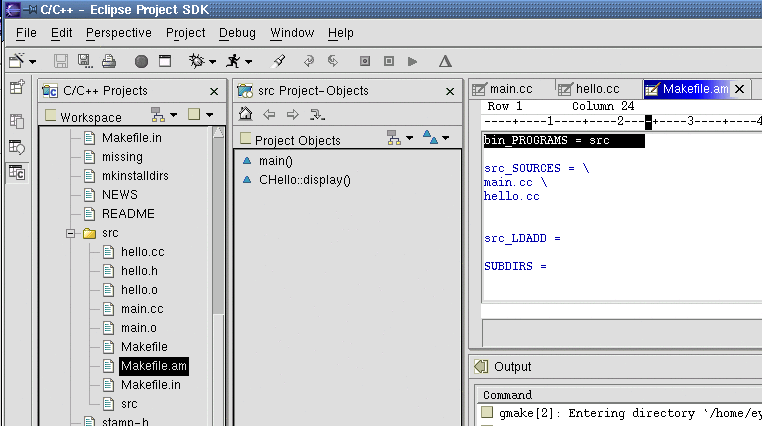 C/C++ - Eclipse Project SDK
File Edit Perspective Project Debug Window Help
C/C++ Projects
Workspace
Makefile.in
missing
mkinstalldirs
NEWS
README
src
hello.cc
hello.h
hello.o
main.cc
main.o
Makefile
Makefile.am
Makefile.in
src
stamp-h
src Project-Objects
Project Objects
main()
CHello::display()
main.cc hello.cc Makefile.am
Row 1 Column 24
----+----1----+----2----+----3----+----4
bin_PROGRAMS = src
src_SOURCES = \
main.cc \
hello.cc
src_LDADD =
SUBDIRS =
Output
Command
gmake[2]: Entering directory `/home/ey